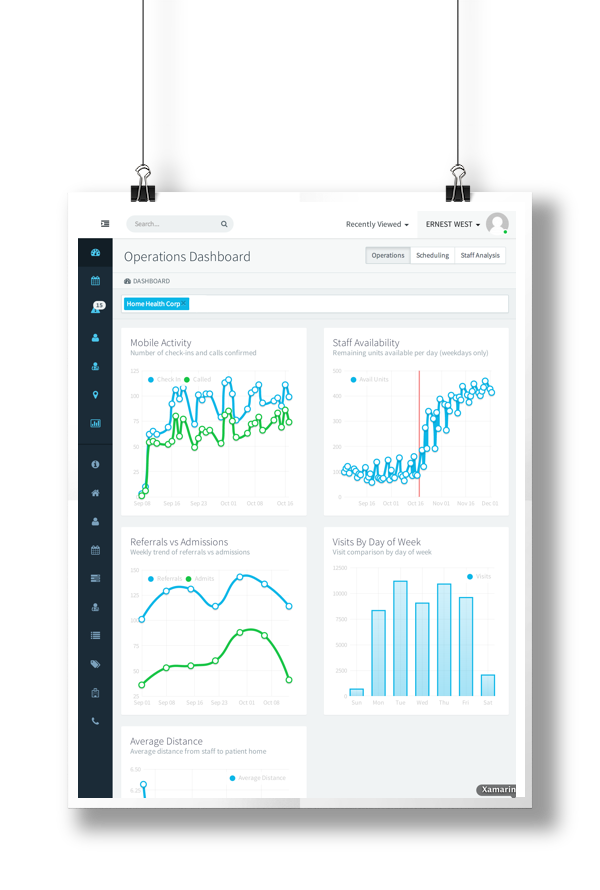 Search...
Recently Viewed
ERNEST WEST
Operations Dashboard
Operations
Scheduling
Staff Analysis
DASHBOARD
15
Home Health Corp
Mobile Activity
Number of check-ins and calls confirmed
Check In Called
125
100
75
50
25
0
Sep 08 Sep 16 Sep 23 Oct 01 Oct 08 Oct 16
Staff Availability
Remaining units available per day (weekdays only)
Avail Units
500
400
300
200
100
0
Sep 16 Oct 01 Oct 16 Nov 01 Nov 15 Dec 01
Referrals vs Admissions
Weekly trend of referrals vs admissions
Referrals Admits
150
125
100
75
50
25
Sep 01 Sep 08 Sep 16 Sep 23 Oct 01 Oct 08
Visits By Day of Week
Visit comparison by day of week
Visits
12500
10000
7500
5000
2500
0
Sun Mon Tue Wed Thu Fri Sat
Average Distance
Average distance from staff to patient home
Average Distance
6.50
6.25
Xamarin